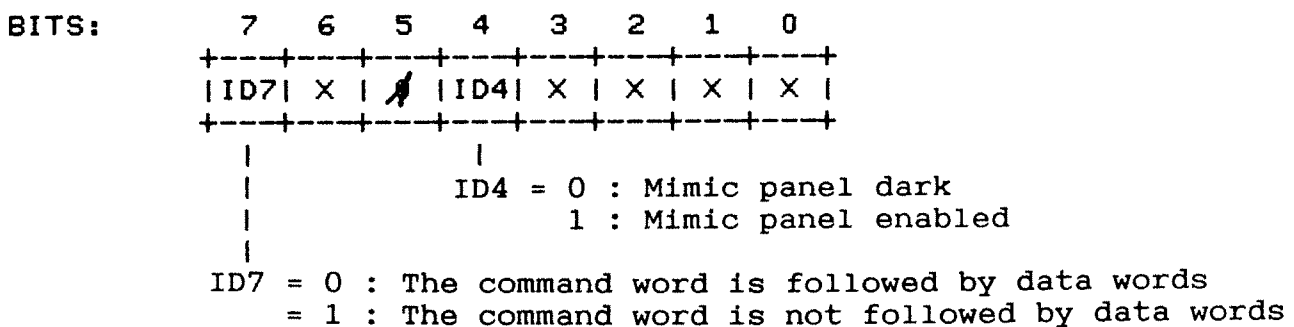 BITS: 7 6 5 4 3 2 1 0
+---+---+---+---+---+---+---+---+
|ID7| X | |ID4| X | X | X | X |
+---+---+---+---+---+---+---+---+
| |
| ID4 = 0 : Mimic panel dark
| 1 : Mimic panel enabled
|
ID7 = 0 : The command word is followed by data words
= 1 : The command word is not followed by data words